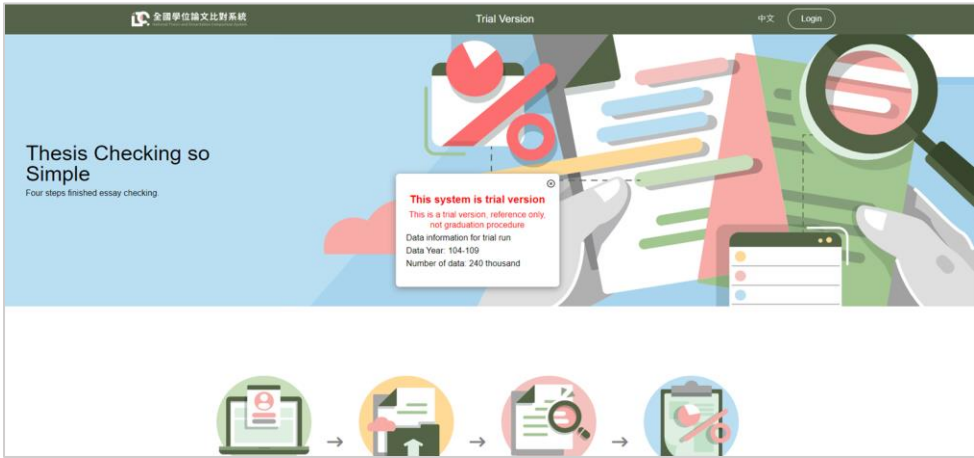 全國學位論文比對系統
Trial Version
中文
Login
Thesis Checking so
Simple
Four steps finished essay checking.
This system is trial version
This is a trial version, reference only,
not graduation procedure
Data information for trial run
Data Year: 104-109
Number of data: 240 thousand